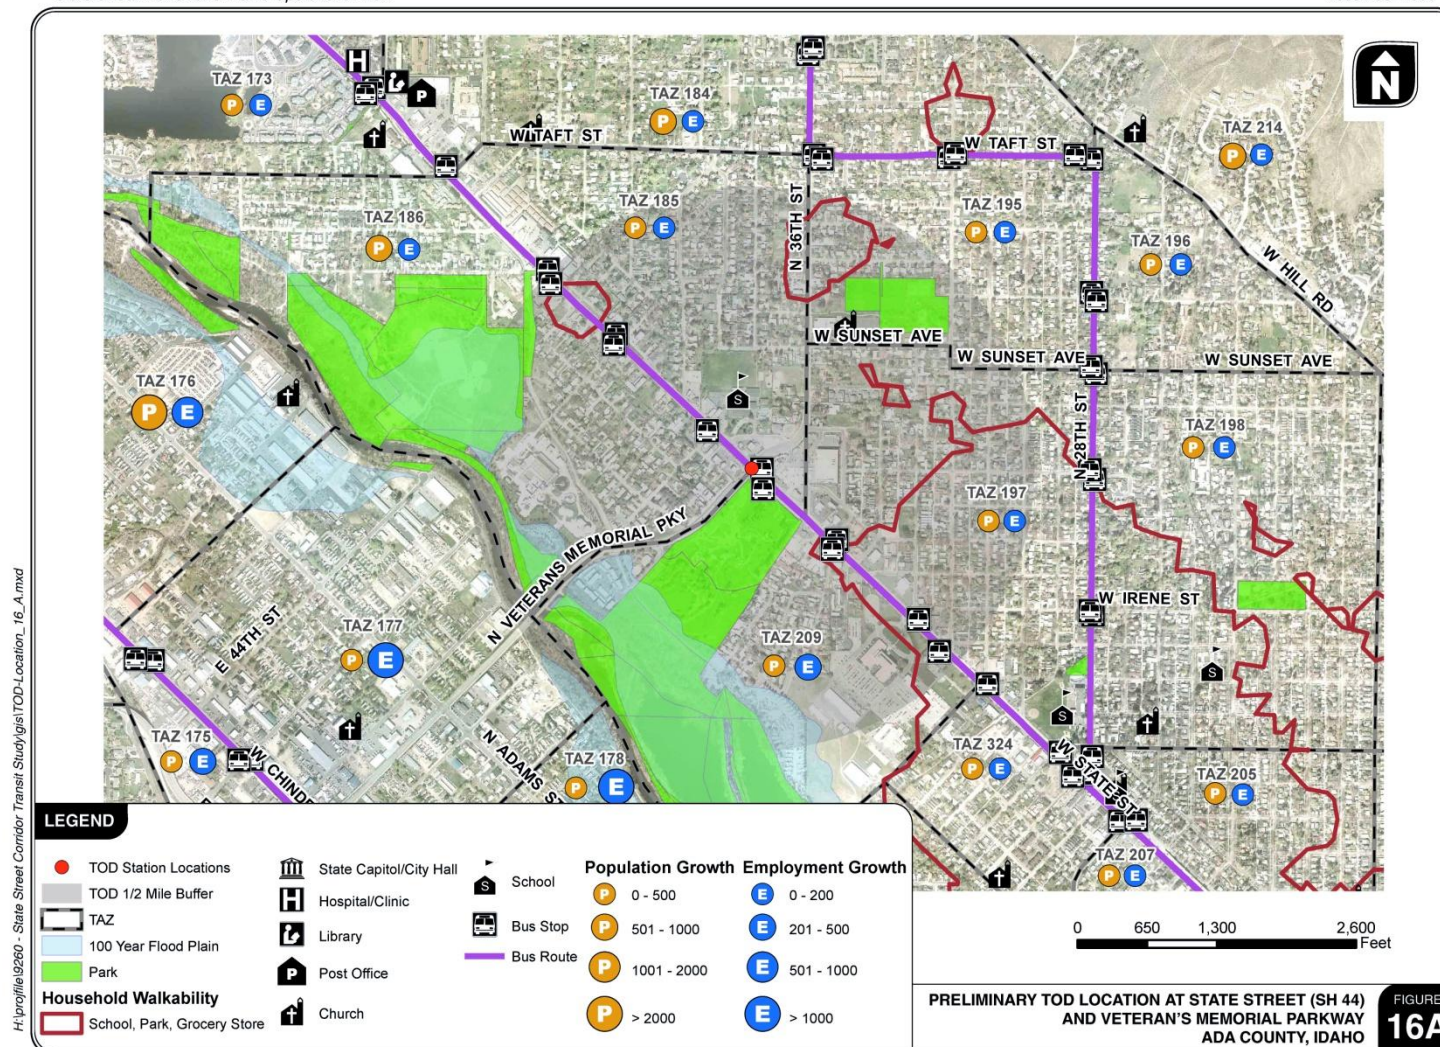 TAZ 173
P E
H
P
TAZ 184
P E
W TAFT ST
W TAFT ST
TAZ 214
P E
N
TAZ 186
P E
TAZ 185
P E
N 36TH ST
TAZ 195
P E
TAZ 196
P E
W HILL RD
W SUNSET AVE
W SUNSET AVE
W SUNSET AVE
TAZ 176
P E
S
N 28TH ST
TAZ 198
P E
TAZ 197
P E
N VETERANS MEMORIAL PKY
W IRENE ST
E 44TH ST
TAZ 177
P E
TAZ 209
P E
S
S
TAZ 175
P E
W CHINDE
N ADAMS ST
TAZ 178
P E
TAZ 324
P E
W STATE ST
TAZ 205
P E
TAZ 207
P E
H:\projfile\9260 - State Street Corridor Transit Study\gis\TOD-Location_16_A.mxd
LEGEND
TOD Station Locations
TOD 1/2 Mile Buffer
TAZ
100 Year Flood Plain
Park
Household Walkability
School, Park, Grocery Store
State Capitol/City Hall
H Hospital/Clinic
Library
P Post Office
Church
S School
Bus Stop
Bus Route
Population Growth
P 0 - 500
P 501 - 1000
P 1001 - 2000
P > 2000
Employment Growth
E 0 - 200
E 201 - 500
E 501 - 1000
E > 1000
0 650 1,300 2,600
Feet
PRELIMINARY TOD LOCATION AT STATE STREET (SH 44)
AND VETERAN'S MEMORIAL PARKWAY
ADA COUNTY, IDAHO
FIGURE
16A